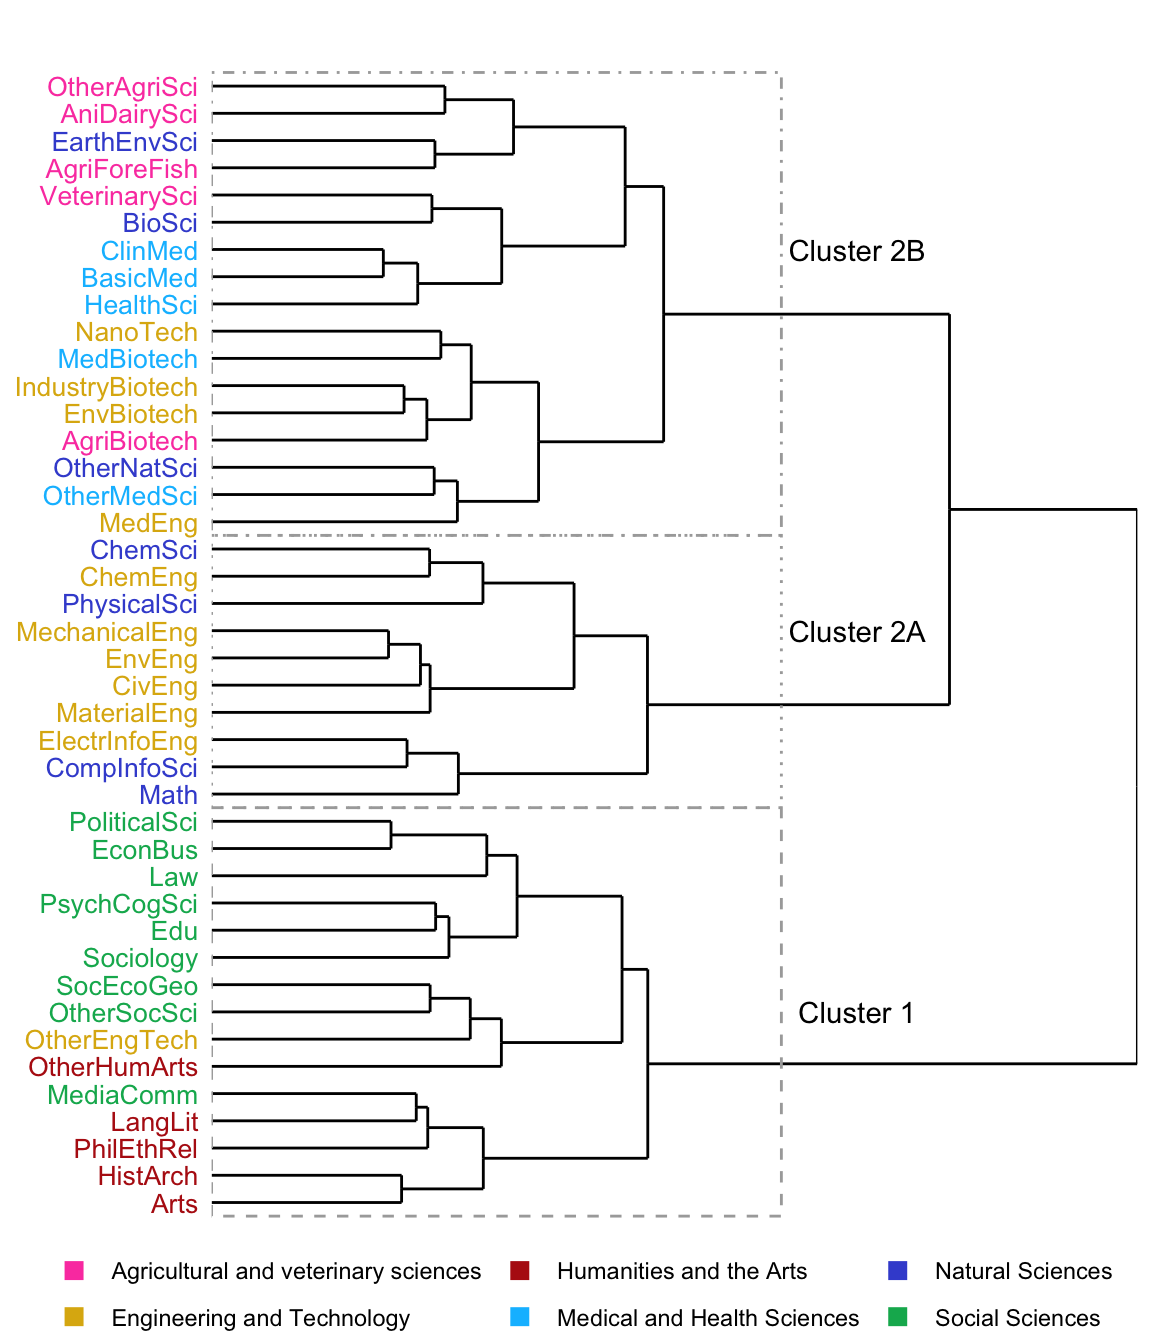 OtherAgriSci
AniDairySci
EarthEnvSci
AgriForeFish
VeterinarySci
BioSci
ClinMed
Cluster 2B
BasicMed
HealthSci
NanoTech
MedBiotech
IndustryBiotech
EnvBiotech
AgriBiotech
OtherNatSci
OtherMedSci
MedEng
ChemSci
ChemEng
PhysicalSci
MechanicalEng
Cluster 2A
EnvEng
CivEng
MaterialEng
ElectrInfoEng
CompInfoSci
Math
PoliticalSci
EconBus
Law
PsychCogSci
Edu
Sociology
SocEcoGeo
OtherSocSci
Cluster 1
OtherEngTech
OtherHumArts
MediaComm
LangLit
PhilEthRel
HistArch
Arts
Agricultural and veterinary sciences
Humanities and the Arts
Natural Sciences
Engineering and Technology
Medical and Health Sciences
Social Sciences